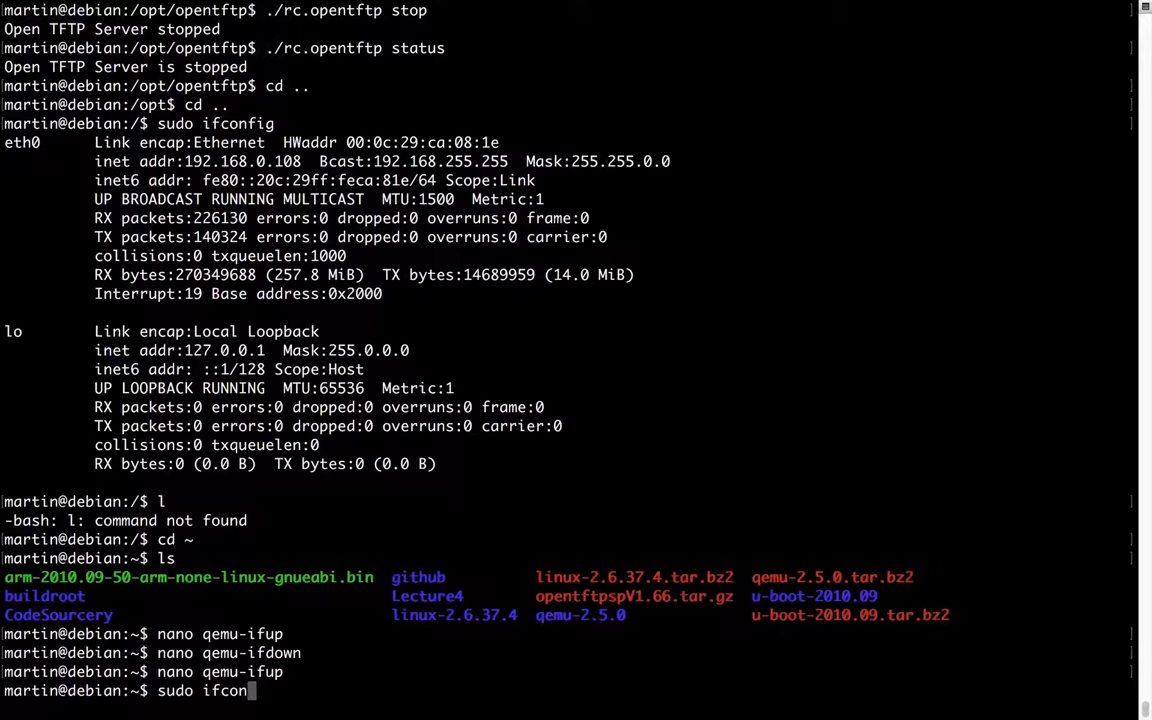 martin@debian:/opt/opentftp$ ./rc.opentftp stop
Open TFTP Server stopped
martin@debian:/opt/opentftp$ ./rc.opentftp status
Open TFTP Server is stopped
martin@debian:/opt/opentftp$ cd ..
martin@debian:/opt$ cd ..
martin@debian:/$ sudo ifconfig
eth0      Link encap:Ethernet  HWaddr 00:0c:29:ca:08:1e
          inet addr:192.168.0.108  Bcast:192.168.255.255  Mask:255.255.0.0
          inet6 addr: fe80::20c:29ff:feca:81e/64 Scope:Link
          UP BROADCAST RUNNING MULTICAST  MTU:1500  Metric:1
          RX packets:226130 errors:0 dropped:0 overruns:0 frame:0
          TX packets:140324 errors:0 dropped:0 overruns:0 carrier:0
          collisions:0 txqueuelen:1000
          RX bytes:270349688 (257.8 MiB)  TX bytes:14689959 (14.0 MiB)
          Interrupt:19 Base address:0x2000
lo        Link encap:Local Loopback
          inet addr:127.0.0.1  Mask:255.0.0.0
          inet6 addr: ::1/128 Scope:Host
          UP LOOPBACK RUNNING  MTU:65536  Metric:1
          RX packets:0 errors:0 dropped:0 overruns:0 frame:0
          TX packets:0 errors:0 dropped:0 overruns:0 carrier:0
          collisions:0 txqueuelen:0
          RX bytes:0 (0.0 B)  TX bytes:0 (0.0 B)
martin@debian:/$ l
-bash: l: command not found
martin@debian:/$ cd ~
martin@debian:~$ ls
arm-2010.09-50-arm-none-linux-gnueabi.bin  github          linux-2.6.37.4.tar.bz2  qemu-2.5.0.tar.bz2
buildroot                                  Lecture4        opentftpspV1.66.tar.gz  u-boot-2010.09
CodeSourcery                               linux-2.6.37.4  qemu-2.5.0              u-boot-2010.09.tar.bz2
martin@debian:~$ nano qemu-ifup
martin@debian:~$ nano qemu-ifdown
martin@debian:~$ nano qemu-ifup
martin@debian:~$ sudo ifcon